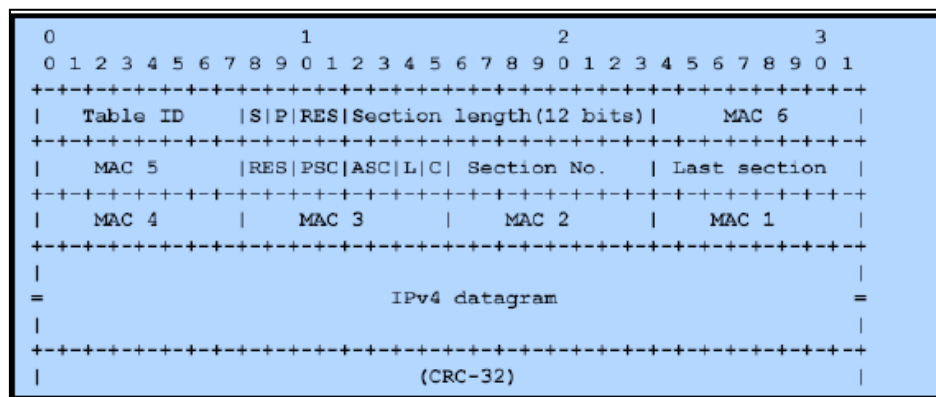 0                   1                   2                   3
0 1 2 3 4 5 6 7 8 9 0 1 2 3 4 5 6 7 8 9 0 1 2 3 4 5 6 7 8 9 0 1
+-+-+-+-+-+-+-+-+-+-+-+-+-+-+-+-+-+-+-+-+-+-+-+-+-+-+-+-+-+-+-+-+
|   Table ID    |S|P|RES|Section length(12 bits)|     MAC 6     |
+-+-+-+-+-+-+-+-+-+-+-+-+-+-+-+-+-+-+-+-+-+-+-+-+-+-+-+-+-+-+-+-+
|    MAC 5      |RES|PSC|ASC|L|C| Section No.   | Last section  |
+-+-+-+-+-+-+-+-+-+-+-+-+-+-+-+-+-+-+-+-+-+-+-+-+-+-+-+-+-+-+-+-+
|    MAC 4      |    MAC 3      |    MAC 2      |    MAC 1      |
+-+-+-+-+-+-+-+-+-+-+-+-+-+-+-+-+-+-+-+-+-+-+-+-+-+-+-+-+-+-+-+-+
|                                                               |
=                           IPv4 datagram                       =
|                                                               |
+-+-+-+-+-+-+-+-+-+-+-+-+-+-+-+-+-+-+-+-+-+-+-+-+-+-+-+-+-+-+-+-+
|                             (CRC-32)                          |